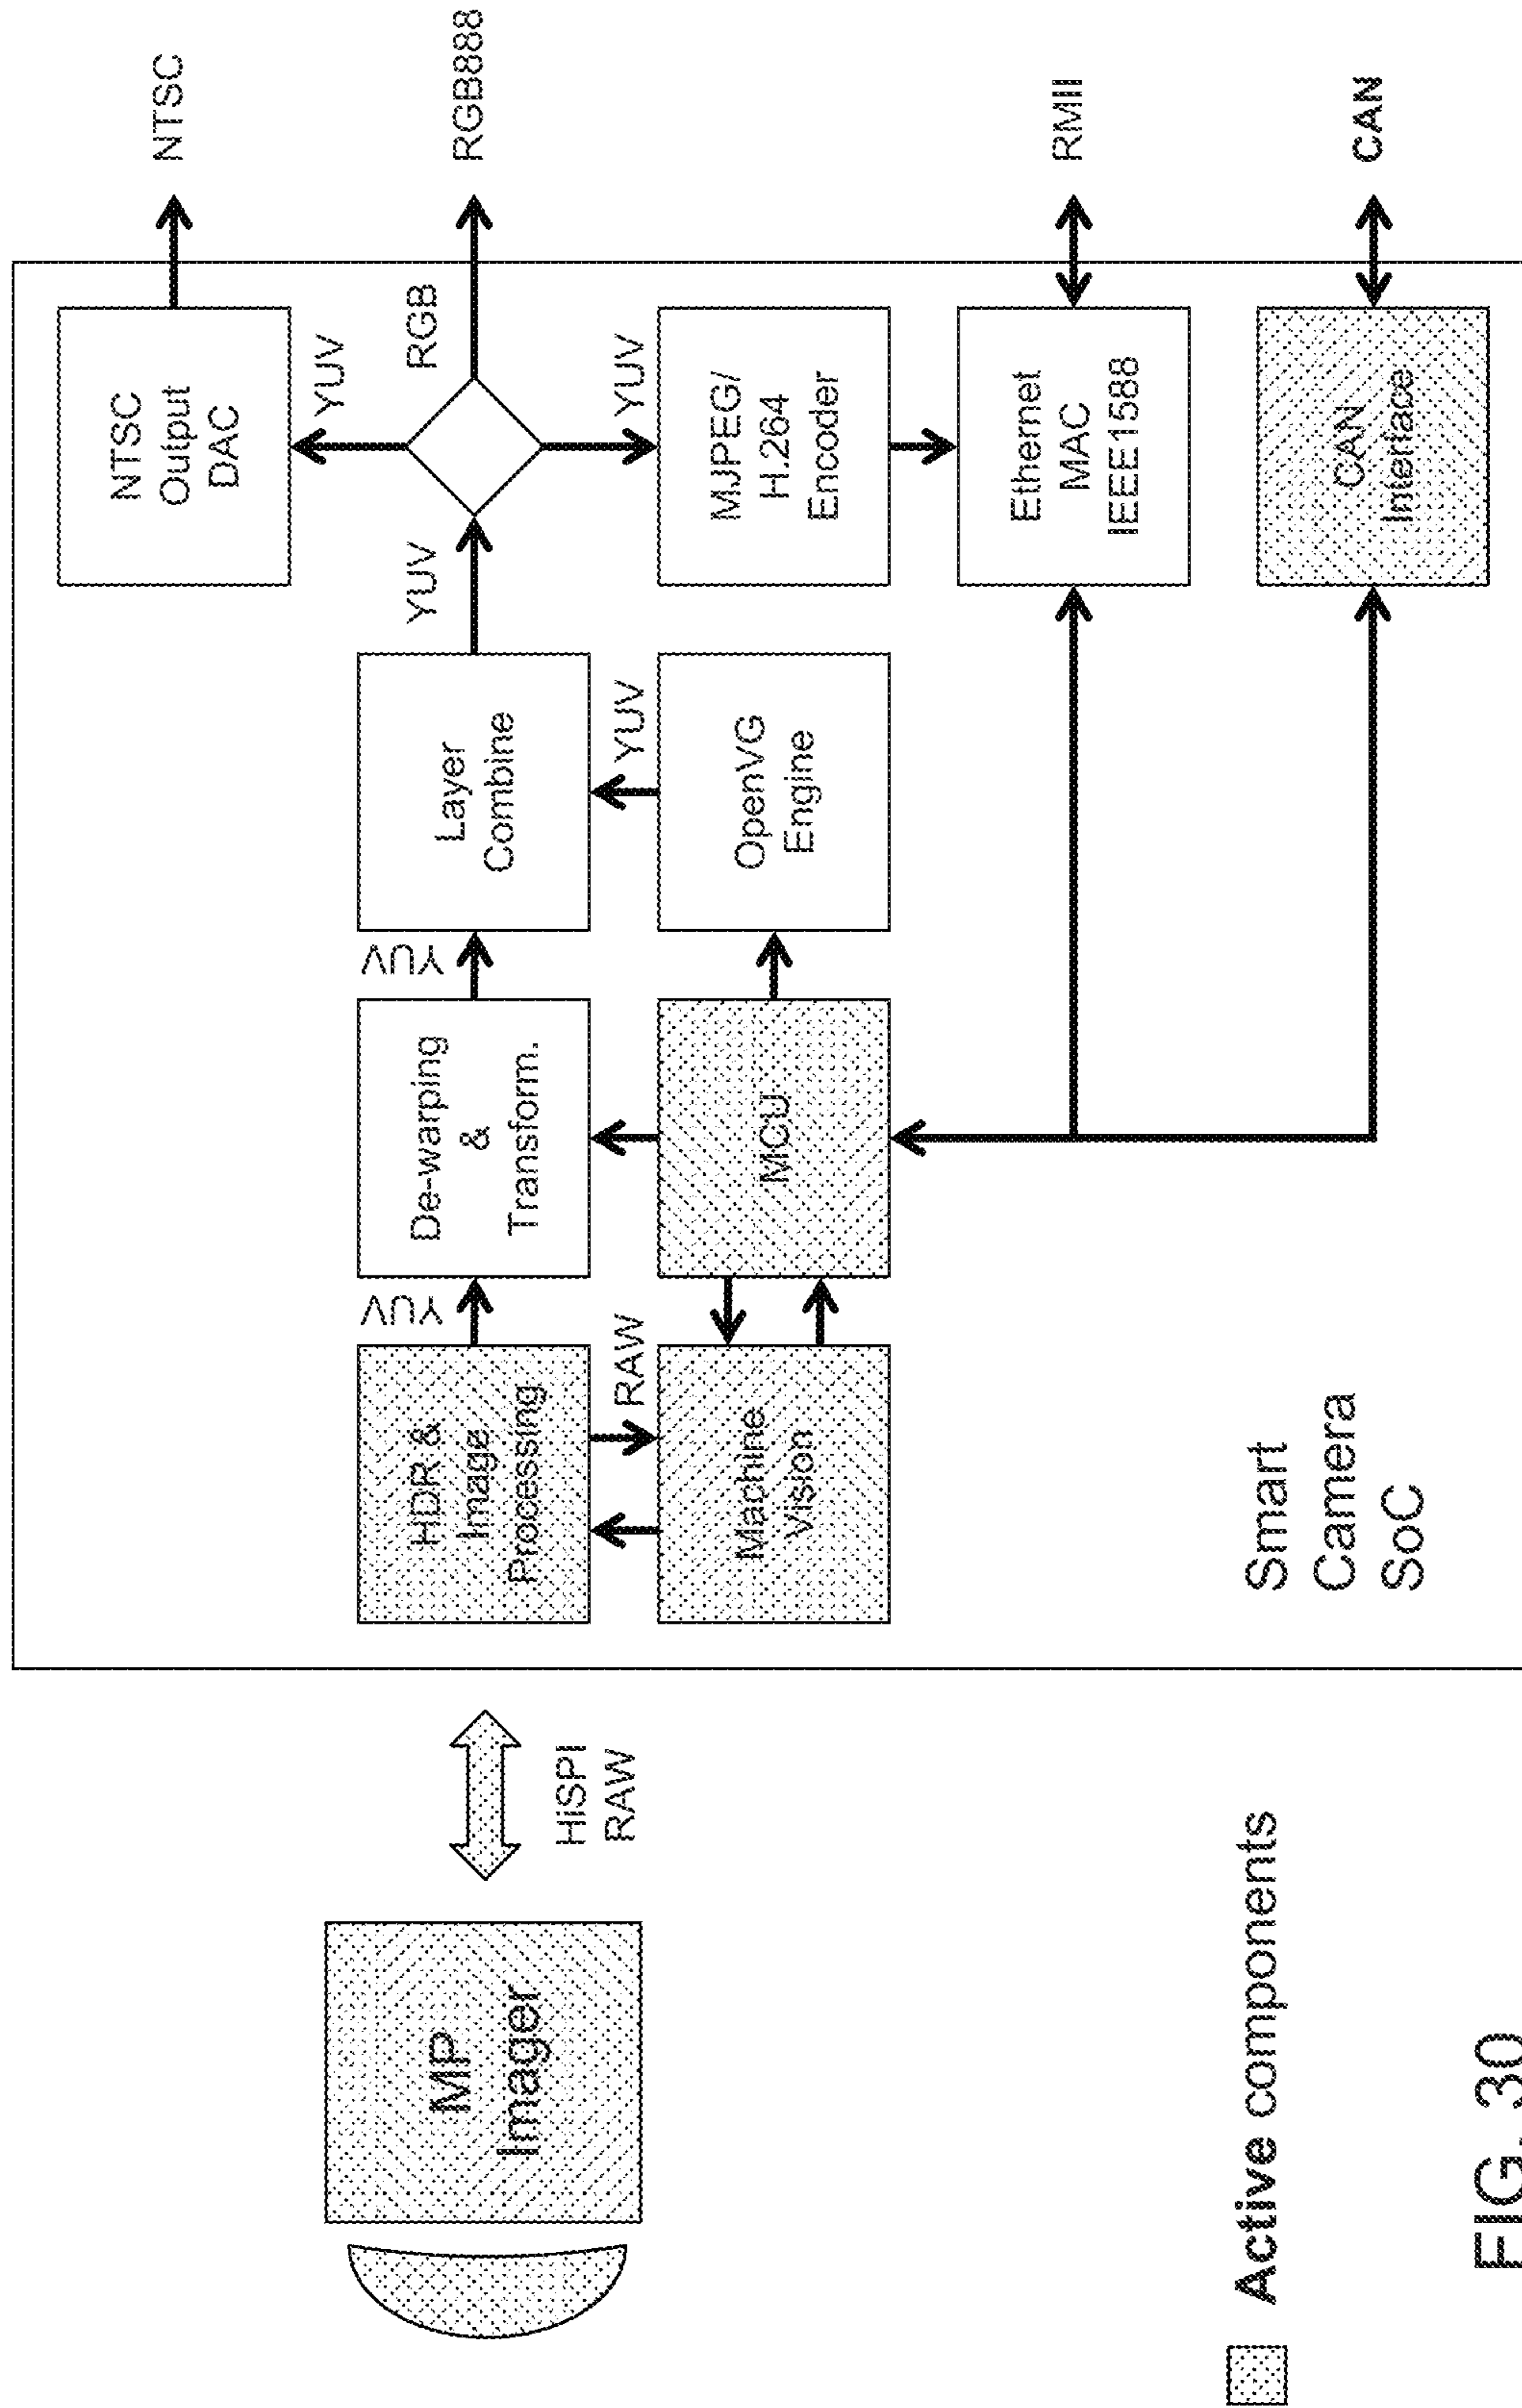 NTSC
Output
DAC
NTSC
YUV
HDR &
Image
Processing
YUV
De-warping
&
Transform.
YUV
Layer
Combine
YUV
RGB
RGB888
MP
Imager
HiSPI
RAW
RAW
YUV
YUV
Machine
Vision
MCU
OpenVG
Engine
MJPEG/
H.264
Encoder
Ethernet
MAC
IEEE1588
RMII
CAN
Interface
CAN
Smart
Camera
SoC
Active components
FIG. 30